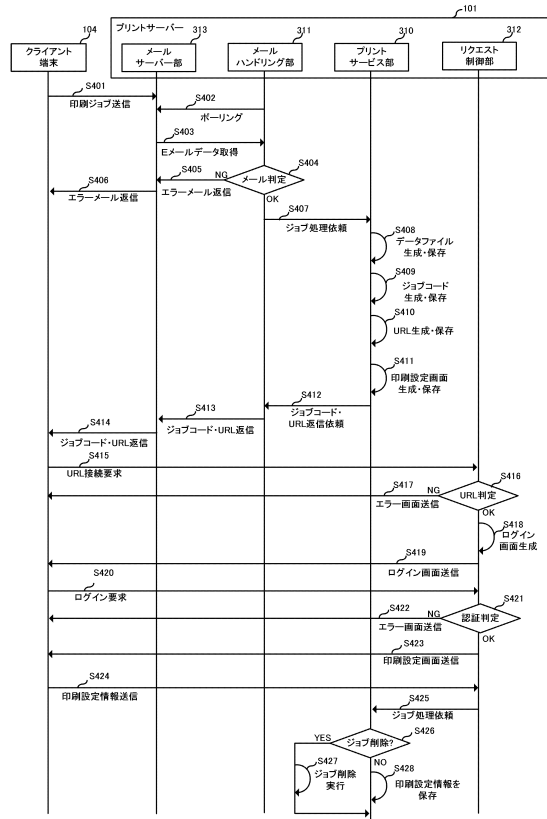 101
プリントサーバー
104
313
311
310
312
クライアント
端末
メール
サーバー部
メール
ハンドリング部
プリント
サービス部
リクエスト
制御部
S401
印刷ジョブ送信
S402
ポーリング
S403
Eメールデータ取得
S404
メール判定
NG
OK
S405
エラーメール返信
S406
エラーメール返信
S407
ジョブ処理依頼
S408
データファイル
生成・保存
S409
ジョブコード
生成・保存
S410
URL生成・保存
S411
印刷設定画面
生成・保存
S412
ジョブコード・
URL返信依頼
S413
ジョブコード・URL返信
S414
ジョブコード・URL返信
S415
URL接続要求
S416
URL判定
NG
OK
S417
エラー画面送信
S418
ログイン
画面生成
S419
ログイン画面送信
S420
ログイン要求
S421
認証判定
NG
OK
S422
エラー画面送信
S423
印刷設定画面送信
S424
印刷設定情報送信
S425
ジョブ処理依頼
S426
ジョブ削除?
YES
NO
S427
ジョブ削除
実行
S428
印刷設定情報を
保存